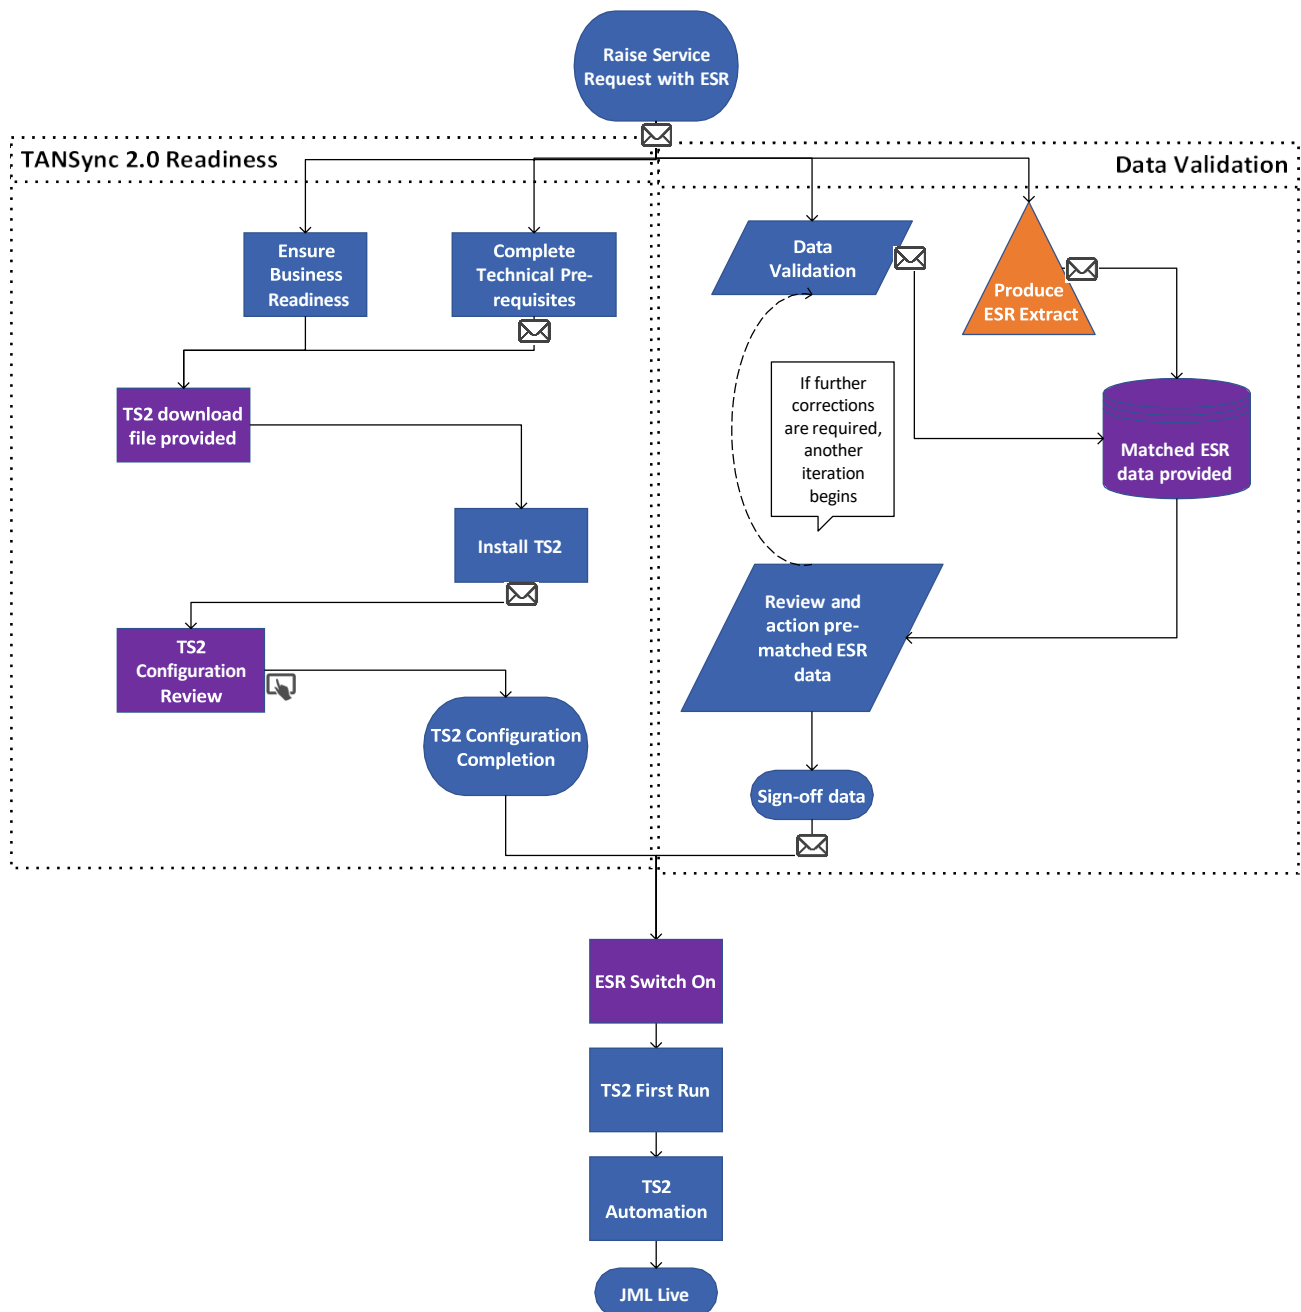 Raise Service
Request with ESR
TANSync 2.0 Readiness
Data Validation
Ensure
Business
Readiness
Complete
Technical Pre-
requisites
Data
Validation
Produce
ESR Extract
TS2 download
file provided
If further
corrections
are required,
another
iteration
begins
Matched ESR
data provided
Install TS2
Review and
action pre-
matched ESR
data
TS2
Configuration
Review
TS2 Configuration
Completion
Sign-off data
ESR Switch On
TS2 First Run
TS2
Automation
JML Live